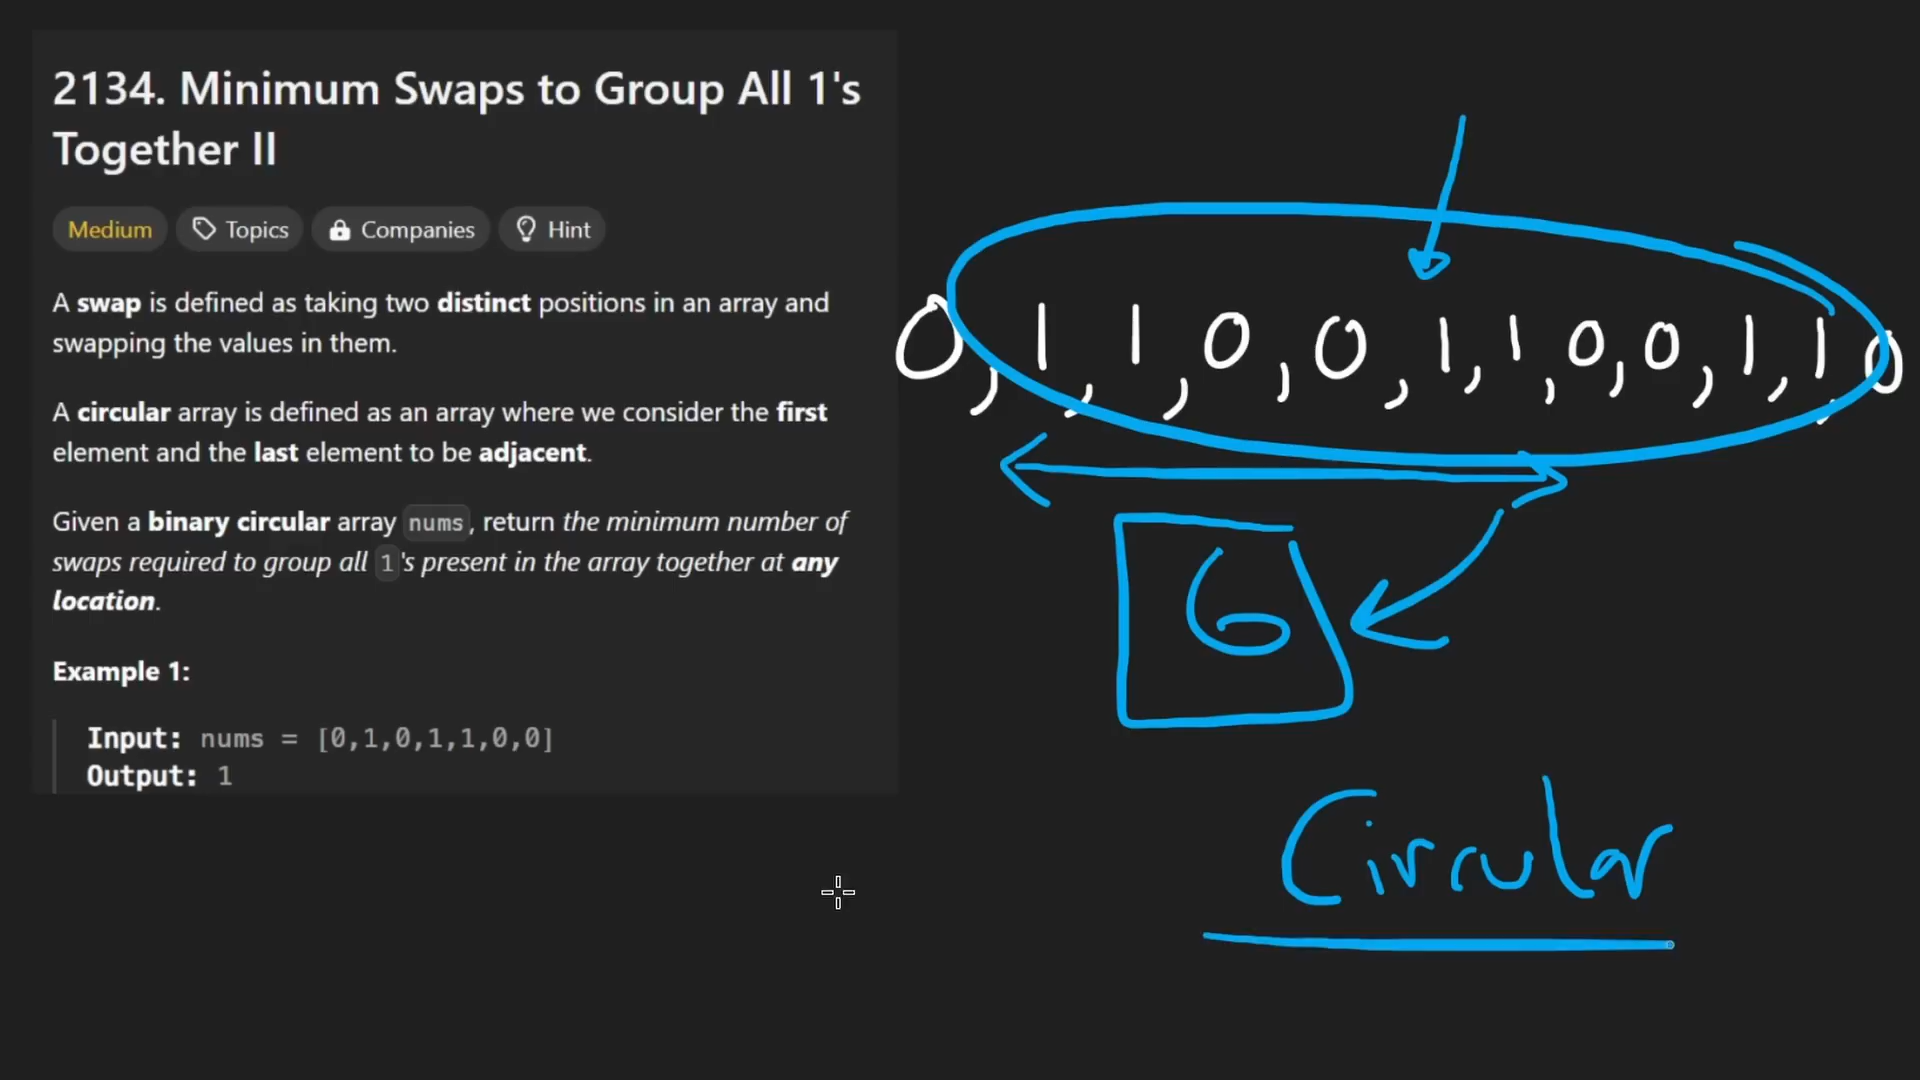 2134. Minimum Swaps to Group All 1's
Together II
Medium Topics Companies Hint
A swap is defined as taking two distinct positions in an array and
swapping the values in them.
A circular array is defined as an array where we consider the first
element and the last element to be adjacent.
Given a binary circular array nums, return the minimum number of
swaps required to group all 1's present in the array together at any
location.
Example 1:
Input: nums = [0,1,0,1,1,0,0]
Output: 1
0, 1, 1, 0, 0, 1, 1, 0, 0, 1, 1, 0
6
Circular